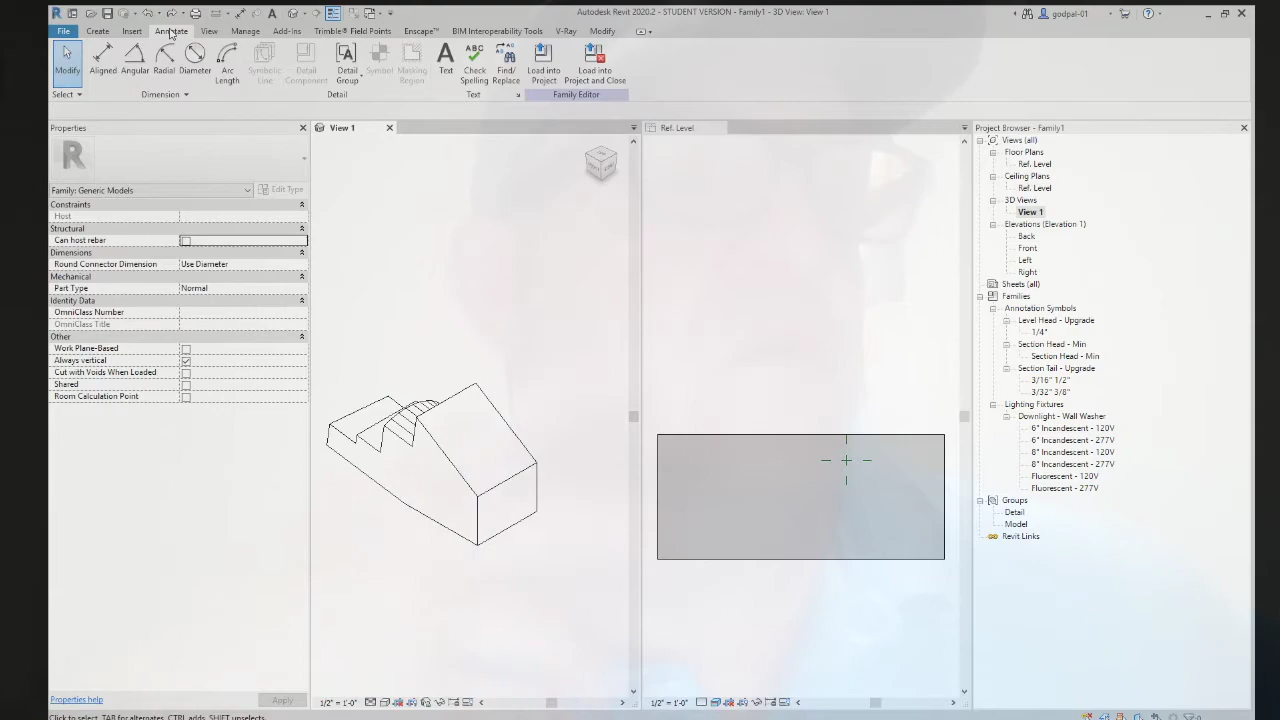 Autodesk Revit 2020.2 - STUDENT VERSION - Family1 - 3D View: View 1
godpal-01
File Create Insert Annotate View Manage Add-Ins Trimble® Field Points Enscape™ BIM Interoperability Tools V-Ray Modify
Modify Aligned Angular Radial Diameter Arc Length Symbolic Line Detail Component Detail Group Symbol Masking Region Text Check Spelling Find/ Replace Load into Project Load into Project and Close
Select Dimension Detail Text Family Editor
Properties
View 1
Ref. Level
Project Browser - Family1
Family: Generic Models
Edit Type
Constraints
Host
Structural
Can host rebar
Dimensions
Round Connector Dimension Use Diameter
Mechanical
Part Type Normal
Identity Data
OmniClass Number
OmniClass Title
Other
Work Plane-Based
Always vertical
Cut with Voids When Loaded
Shared
Room Calculation Point
Views (all)
Floor Plans
Ref. Level
Ceiling Plans
Ref. Level
3D Views
View 1
Elevations (Elevation 1)
Back
Front
Left
Right
Sheets (all)
Families
Annotation Symbols
Level Head - Upgrade
1/4"
Section Head - Min
Section Head - Min
Section Tail - Upgrade
3/16" 1/2"
3/32" 3/8"
Lighting Fixtures
Downlight - Wall Washer
6" Incandescent - 120V
6" Incandescent - 277V
8" Incandescent - 120V
8" Incandescent - 277V
Fluorescent - 120V
Fluorescent - 277V
Groups
Detail
Model
Revit Links
Properties help
Apply
1/2" = 1'-0"
1/2" = 1'-0"
Click to select, TAB for alternates, CTRL adds, SHIFT unselects.